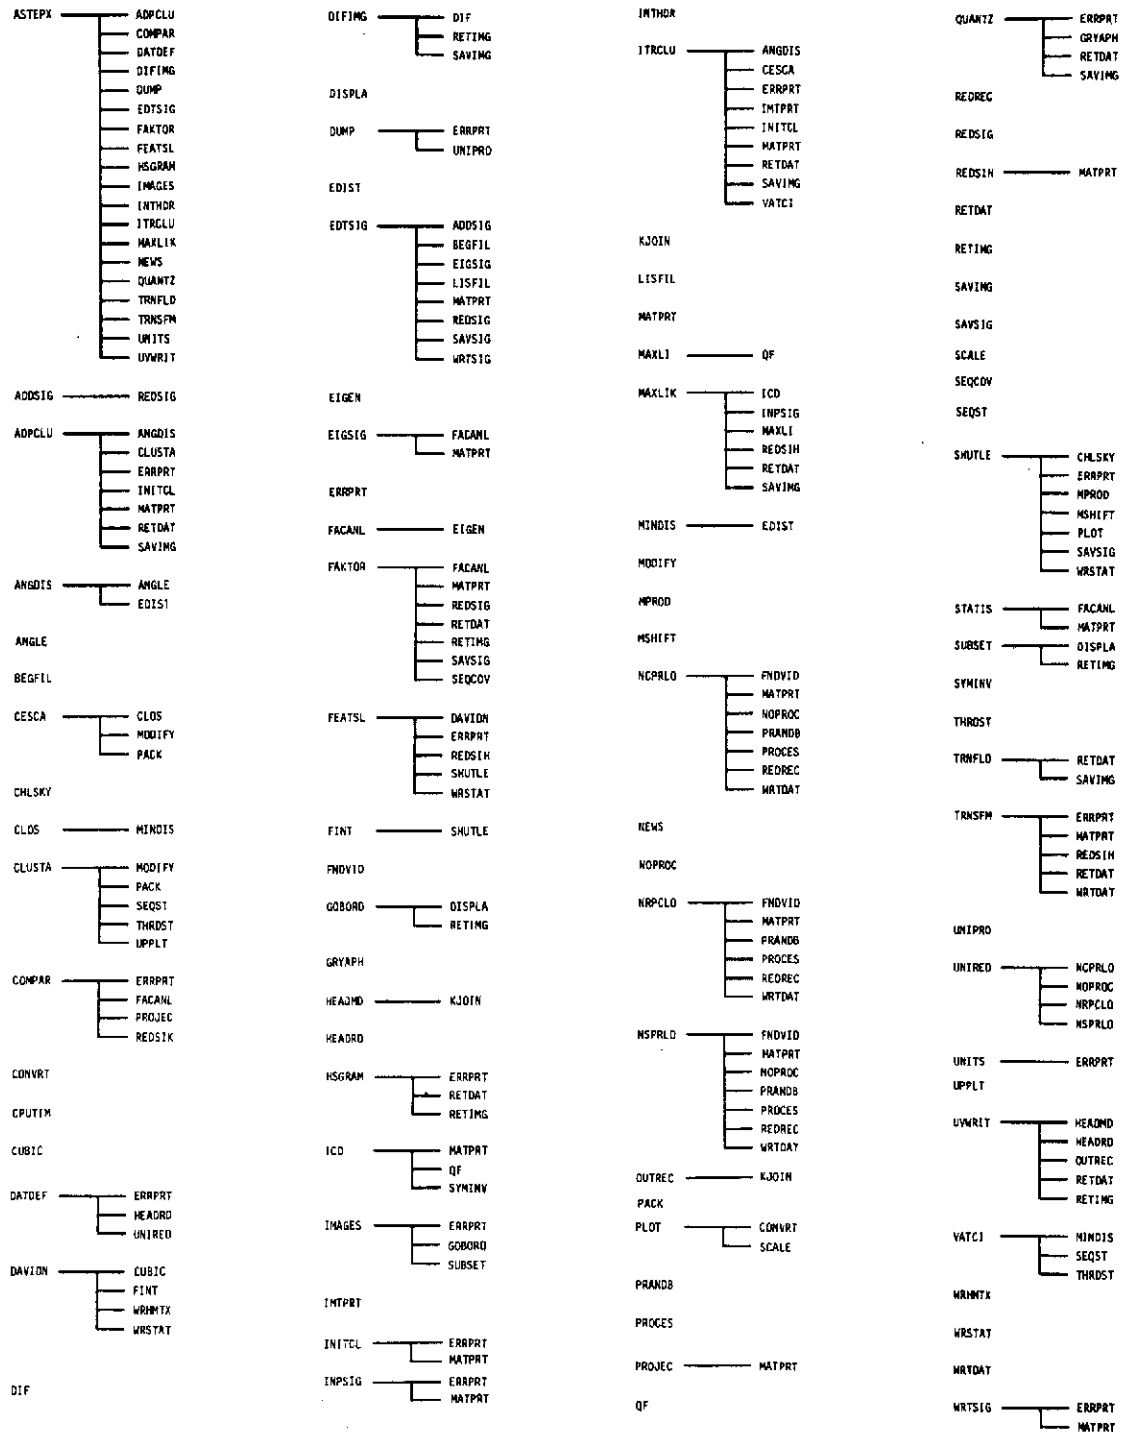 ASTEPX ADPCLU
COMPAR
DATDEF
DIFIMG
DUMP
EDTSIG
FAKTOR
FEATSL
HSGRAM
IMAGES
INTHDR
ITRCLU
MAXLIK
NEWS
QUANTZ
TRNFLD
TRNSFM
UNITS
UVWRIT
ADDSIG REDSIG
ADPCLU ANGDIS
CLUSTA
ERRPRT
INITCL
MATPRT
RETDAT
SAVIMG
ANGDIS ANGLE
EDIST
ANGLE
BEGFIL
CESCA CLOS
MODIFY
PACK
CHLSKY
CLOS MINDIS
CLUSTA MODIFY
PACK
SEQST
THRDST
UPPLT
COMPAR ERRPRT
FACANL
PROJEC
REDSIK
CONVRT
CPUTIM
CUBIC
DATDEF ERRPRT
HEADRD
UNIRED
DAVIDN CUBIC
FINT
WRHMTX
WRSTAT
DIF
DIFIMG DIF
RETIMG
SAVIMG
DISPLA
DUMP ERRPRT
UNIPRO
EDIST
EDTSIG ADDSIG
BEGFIL
EIGSIG
LISFIL
MATPRT
REDSIG
SAVSIG
WRTSIG
EIGEN
EIGSIG FACANL
MATPRT
ERRPRT
FACANL EIGEN
FAKTOR FACANL
MATPRT
REDSIG
RETDAT
RETIMG
SAVSIG
SEQCOV
FEATSL DAVIDN
ERRPRT
REDSIH
SHUTLE
WRSTAT
FINT SHUTLE
FNDVID
GOBORD DISPLA
RETIMG
GRYAPH
HEADMD KJOIN
HEADRD
HSGRAM ERRPRT
RETDAT
RETIMG
ICD MATPRT
QF
SYMINV
IMAGES ERRPRT
GOBORD
SUBSET
IMTPRT
INITCL ERRPRT
MATPRT
INPSIG ERRPRT
MATPRT
INTHDR
ITRCLU ANGDIS
CESCA
ERRPRT
IMTPRT
INITCL
MATPRT
RETDAT
SAVIMG
VATCI
KJOIN
LISFIL
MATPRT
MAXLI QF
MAXLIK ICD
INPSIG
MAXLI
REDSIH
RETDAT
SAVIMG
MINDIS EDIST
MODIFY
MPROD
MSHIFT
NCPRLO FNDVID
MATPRT
NOPROC
PRANDB
PROCES
REDREC
WRTDAT
NEWS
NOPROC
NRPCLO FNDVID
MATPRT
PRANDB
PROCES
REDREC
WRTDAT
NSPRLO FNDVID
MATPRT
NOPROC
PRANDB
PROCES
REDREC
WRTDAT
OUTREC KJOIN
PACK
PLOT CONVRT
SCALE
PRANDB
PROCES
PROJEC MATPRT
QF
QUANTZ ERRPRT
GRYAPH
RETDAT
SAVIMG
REDREC
REDSIG
REDSIH MATPRT
RETDAT
RETIMG
SAVIMG
SAVSIG
SCALE
SEQCOV
SEQST
SHUTLE CHLSKY
ERRPRT
MPROD
MSHIFT
PLOT
SAVSIG
WRSTAT
STATIS FACANL
MATPRT
SUBSET DISPLA
RETIMG
SYMINV
THRDST
TRNFLD RETDAT
SAVIMG
TRNSFM ERRPRT
MATPRT
REDSIH
RETDAT
WRTDAT
UNIPRO
UNIRED NCPRLO
NOPROC
NRPCLO
NSPRLO
UNITS ERRPRT
UPPLT
UVWRIT HEADMD
HEADRD
OUTREC
RETDAT
RETIMG
VATCI MINDIS
SEQST
THRDST
WRHMTX
WRSTAT
WRTDAT
WRTSIG ERRPRT
MATPRT